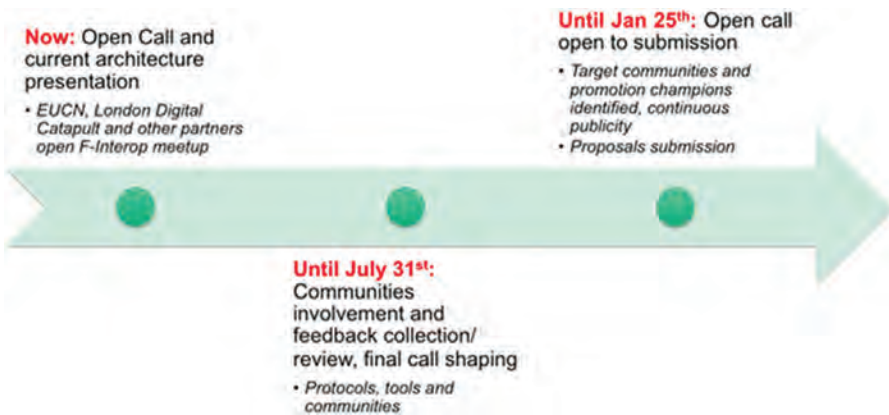 Now: Open Call and
current architecture
presentation
• EUCN, London Digital
Catapult and other partners
open F-Interop meetup
Until July 31st:
Communities
involvement and
feedback collection/
review, final call shaping
• Protocols, tools and
communities
Until Jan 25th: Open call
open to submission
• Target communities and
promotion champions
identified, continuous
publicity
• Proposals submission